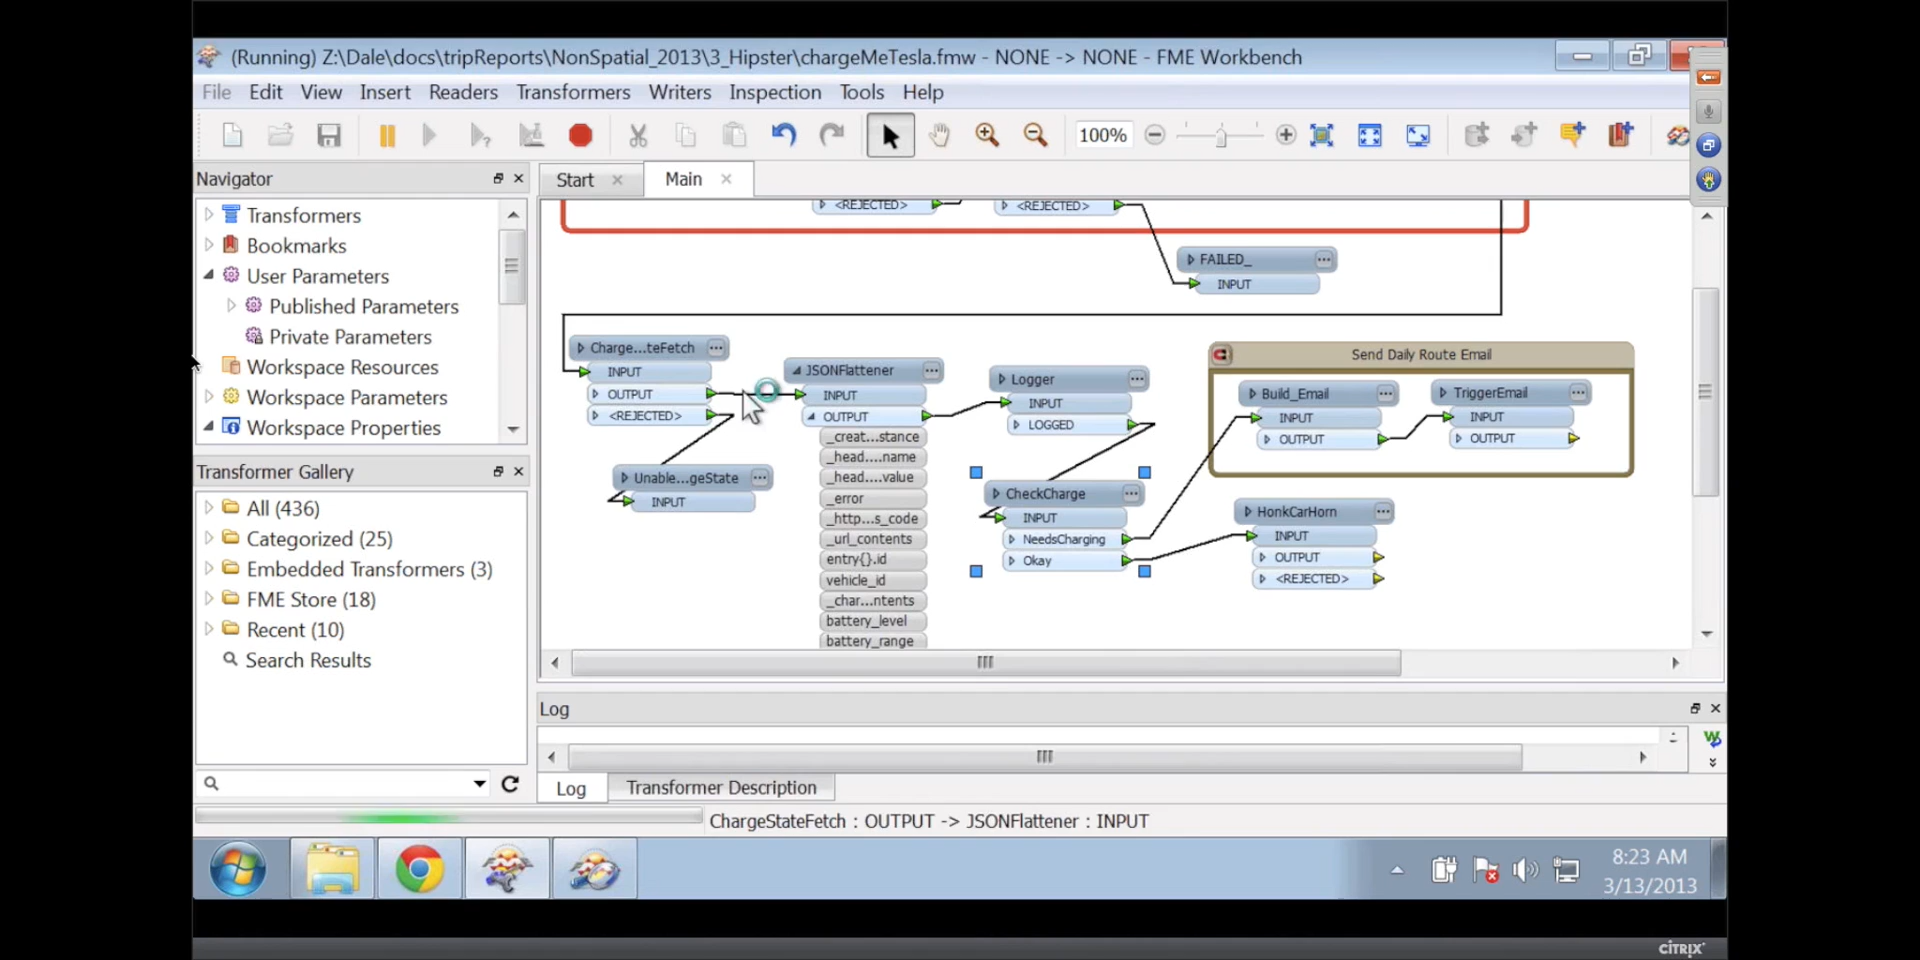 (Running) Z:\Dale\docs\tripReports\NonSpatial_2013\3_Hipster\chargeMeTesla.fmw - NONE -> NONE - FME Workbench
File Edit View Insert Readers Transformers Writers Inspection Tools Help
100%
Navigator
Transformers
Bookmarks
User Parameters
Published Parameters
Private Parameters
Workspace Resources
Workspace Parameters
Workspace Properties
Transformer Gallery
All (436)
Categorized (25)
Embedded Transformers (3)
FME Store (18)
Recent (10)
Search Results
Start
Main
<REJECTED>
<REJECTED>
FAILED_
INPUT
Charge...teFetch
INPUT
OUTPUT
<REJECTED>
Unable...geState
INPUT
JSONFlattener
INPUT
OUTPUT
_creat...stance
_head....name
_head....value
_error
_http...s_code
_url_contents
entry{}.id
vehicle_id
_char...ntents
battery_level
battery_range
Logger
INPUT
LOGGED
CheckCharge
INPUT
NeedsCharging
Okay
Send Daily Route Email
Build_Email
INPUT
OUTPUT
TriggerEmail
INPUT
OUTPUT
HonkCarHorn
INPUT
OUTPUT
<REJECTED>
Log
Log
Transformer Description
ChargeStateFetch : OUTPUT -> JSONFlattener : INPUT
8:23 AM
3/13/2013
CITRIX